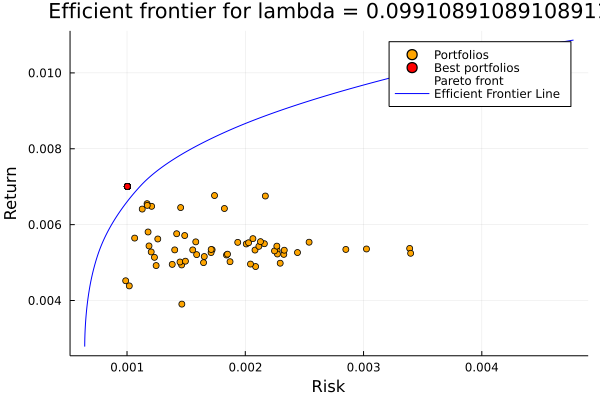 Efficient frontier for lambda = 0.099108910891089
Portfolios
Best portfolios
Pareto front
Efficient Frontier Line
Return
0.010
0.008
0.006
0.004
0.001
0.002
0.003
0.004
Risk